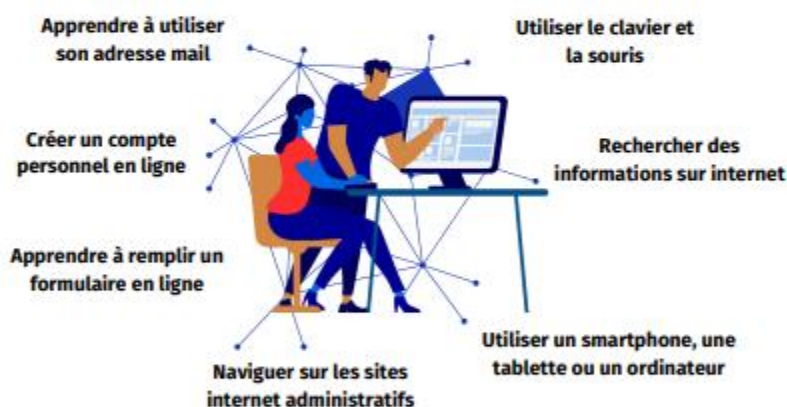 Apprendre à utiliser
son adresse mail
Utiliser le clavier et
la souris
Créer un compte
personnel en ligne
Rechercher des
informations sur internet
Apprendre à remplir un
formulaire en ligne
Utiliser un smartphone, une
tablette ou un ordinateur
Naviguer sur les sites
internet administratifs